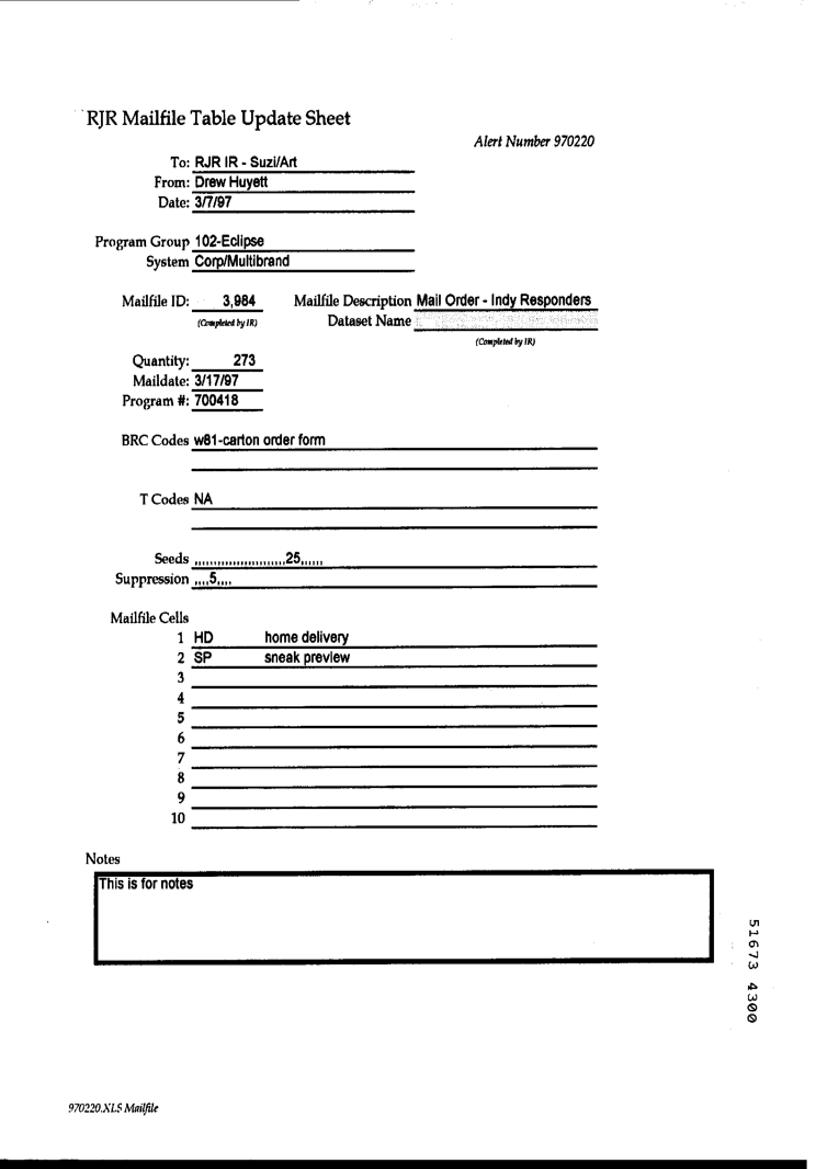 RJR Mailfile Table Update Sheet
Alert Number 970220
To: RJR IR - Suzi/Art
From: Drew Huyett
Date: 3/7/97
Program Group 102-Eclipse
System Corp/Multibrand
Mailfile ID: 3,984 Mailfile Description Mail Order - Indy Responders
(Completed by IR) Dataset Name
(Completed by IR)
Quantity: 273
Maildate: 3/17/97
Program #: 700418
BRC Codes w81-carton order form
T Codes NA
Seeds ,,,,,,,,,,,,,,,,,,,,,,,,25,,,,,,
Suppression ,,,,5,,,,
Mailfile Cells
1 HD home delivery
2 SP sneak preview
3
4
5
6
7
8
9
10
Notes
This is for notes
51673 4300
970220.XLS Mailfile